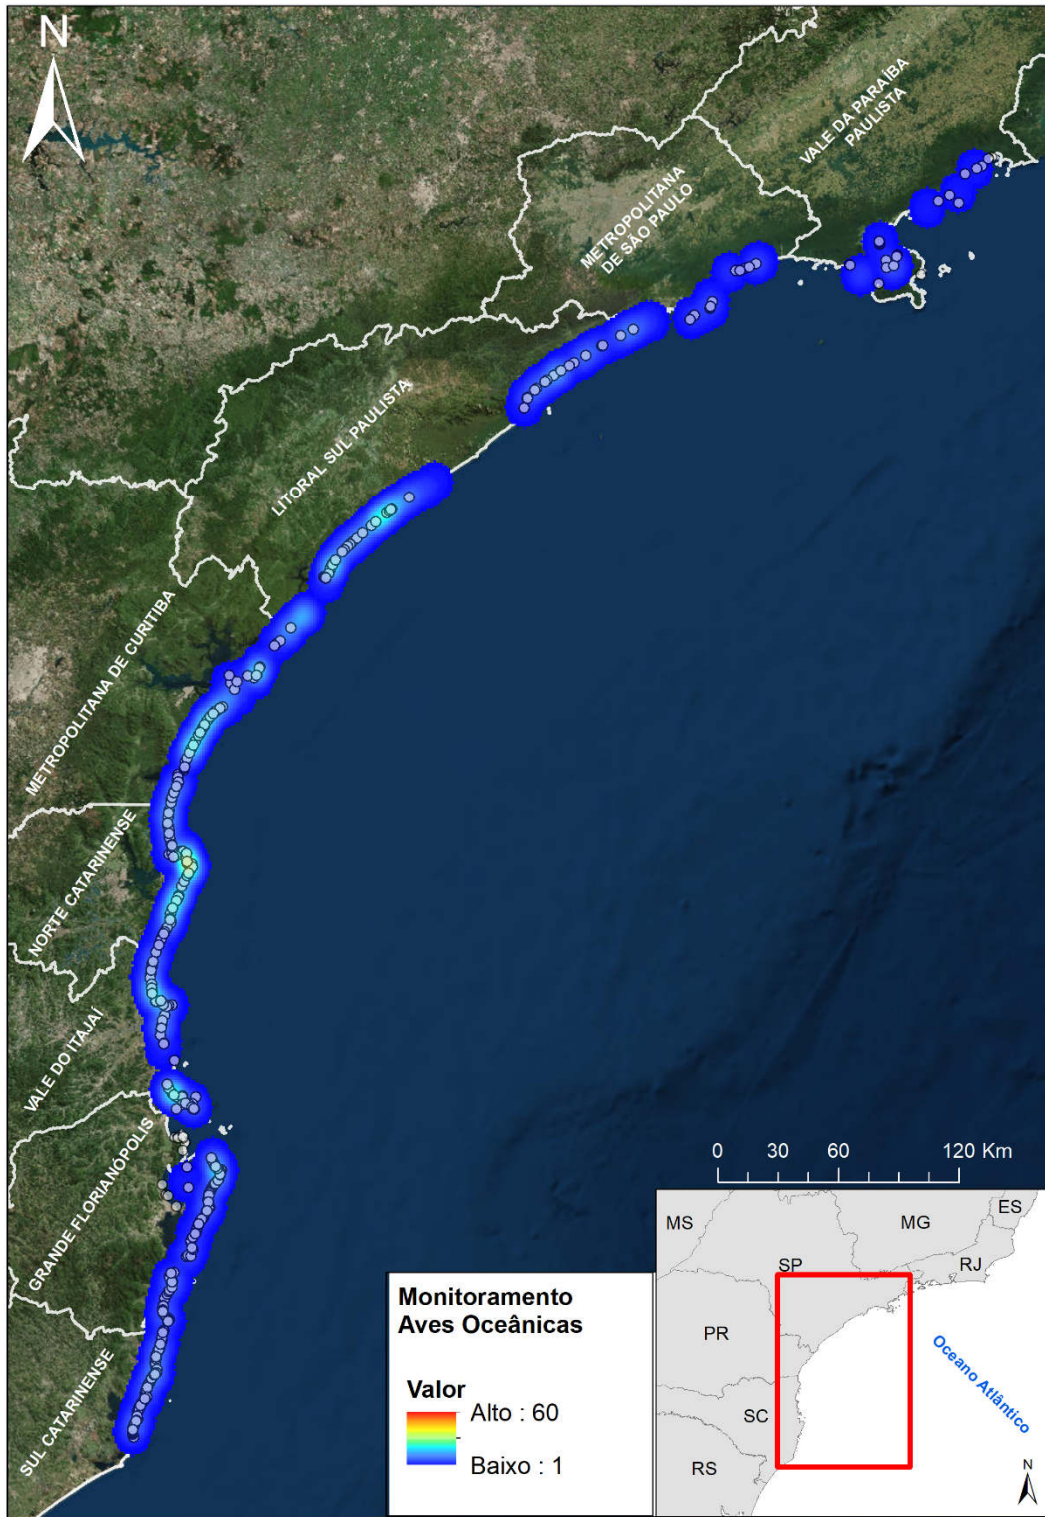 N
VALE DA PARAÍBA
PAULISTA
METROPOLITANA
DE SÃO PAULO
LITORAL SUL PAULISTA
METROPOLITANA DE CURITIBA
NORTE CATARINENSE
VALE DO ITAJAÍ
GRANDE FLORIANÓPOLIS
SUL CATARINENSE
0 30 60 120 Km
Monitoramento
Aves Oceânicas
Valor
Alto : 60
Baixo : 1
MS
MG
ES
SP
RJ
PR
SC
RS
Oceano Atlântico
N